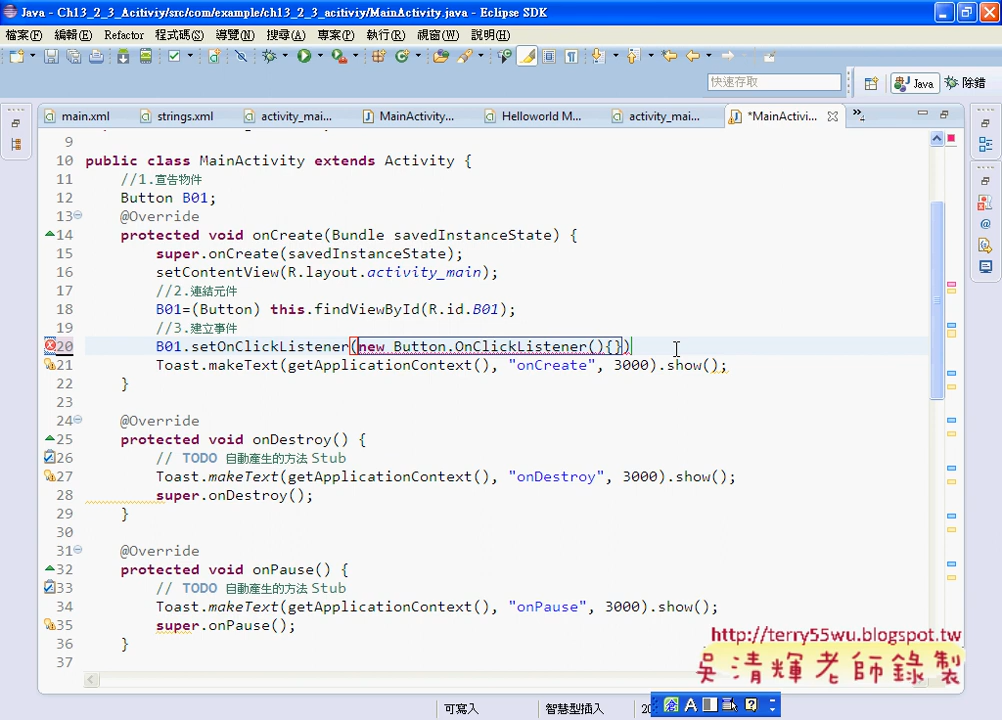 Java - Ch13_2_3_Acitiviy/src/com/example/ch13_2_3_acitiviy/MainActivity.java - Eclipse SDK
檔案(F) 編輯(E) Refactor 程式碼(S) 導覽(N) 搜尋(A) 專案(P) 執行(R) 視窗(W) 說明(H)
快速存取 Java 除錯
main.xml strings.xml activity_mai... MainActivity.... Helloworld M... activity_mai... *MainActivi... »4
9
10 public class MainActivity extends Activity {
11 //1.宣告物件
12 Button B01;
13 @Override
14 protected void onCreate(Bundle savedInstanceState) {
15 super.onCreate(savedInstanceState);
16 setContentView(R.layout.activity_main);
17 //2.連結元件
18 B01=(Button) this.findViewById(R.id.B01);
19 //3.建立事件
20 B01.setOnClickListener(new Button.OnClickListener(){})
21 Toast.makeText(getApplicationContext(), "onCreate", 3000).show();
22 }
23
24 @Override
25 protected void onDestroy() {
26 // TODO 自動產生的方法 Stub
27 Toast.makeText(getApplicationContext(), "onDestroy", 3000).show();
28 super.onDestroy();
29 }
30
31 @Override
32 protected void onPause() {
33 // TODO 自動產生的方法 Stub
34 Toast.makeText(getApplicationContext(), "onPause", 3000).show();
35 super.onPause();
36 }
37
http://terry55wu.blogspot.tw
吳清輝老師錄製
可寫入 智慧型插入 20